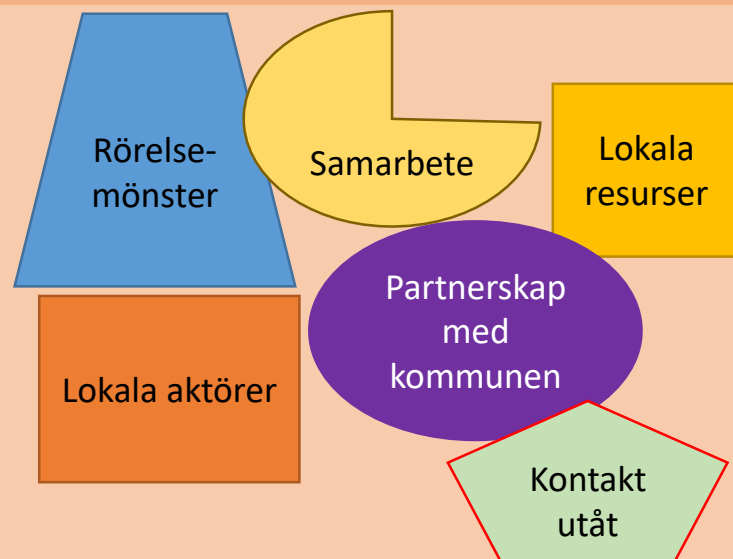 Rörelse-
mönster
Samarbete
Lokala
resurser
Partnerskap
med
kommunen
Lokala aktörer
Kontakt
utåt